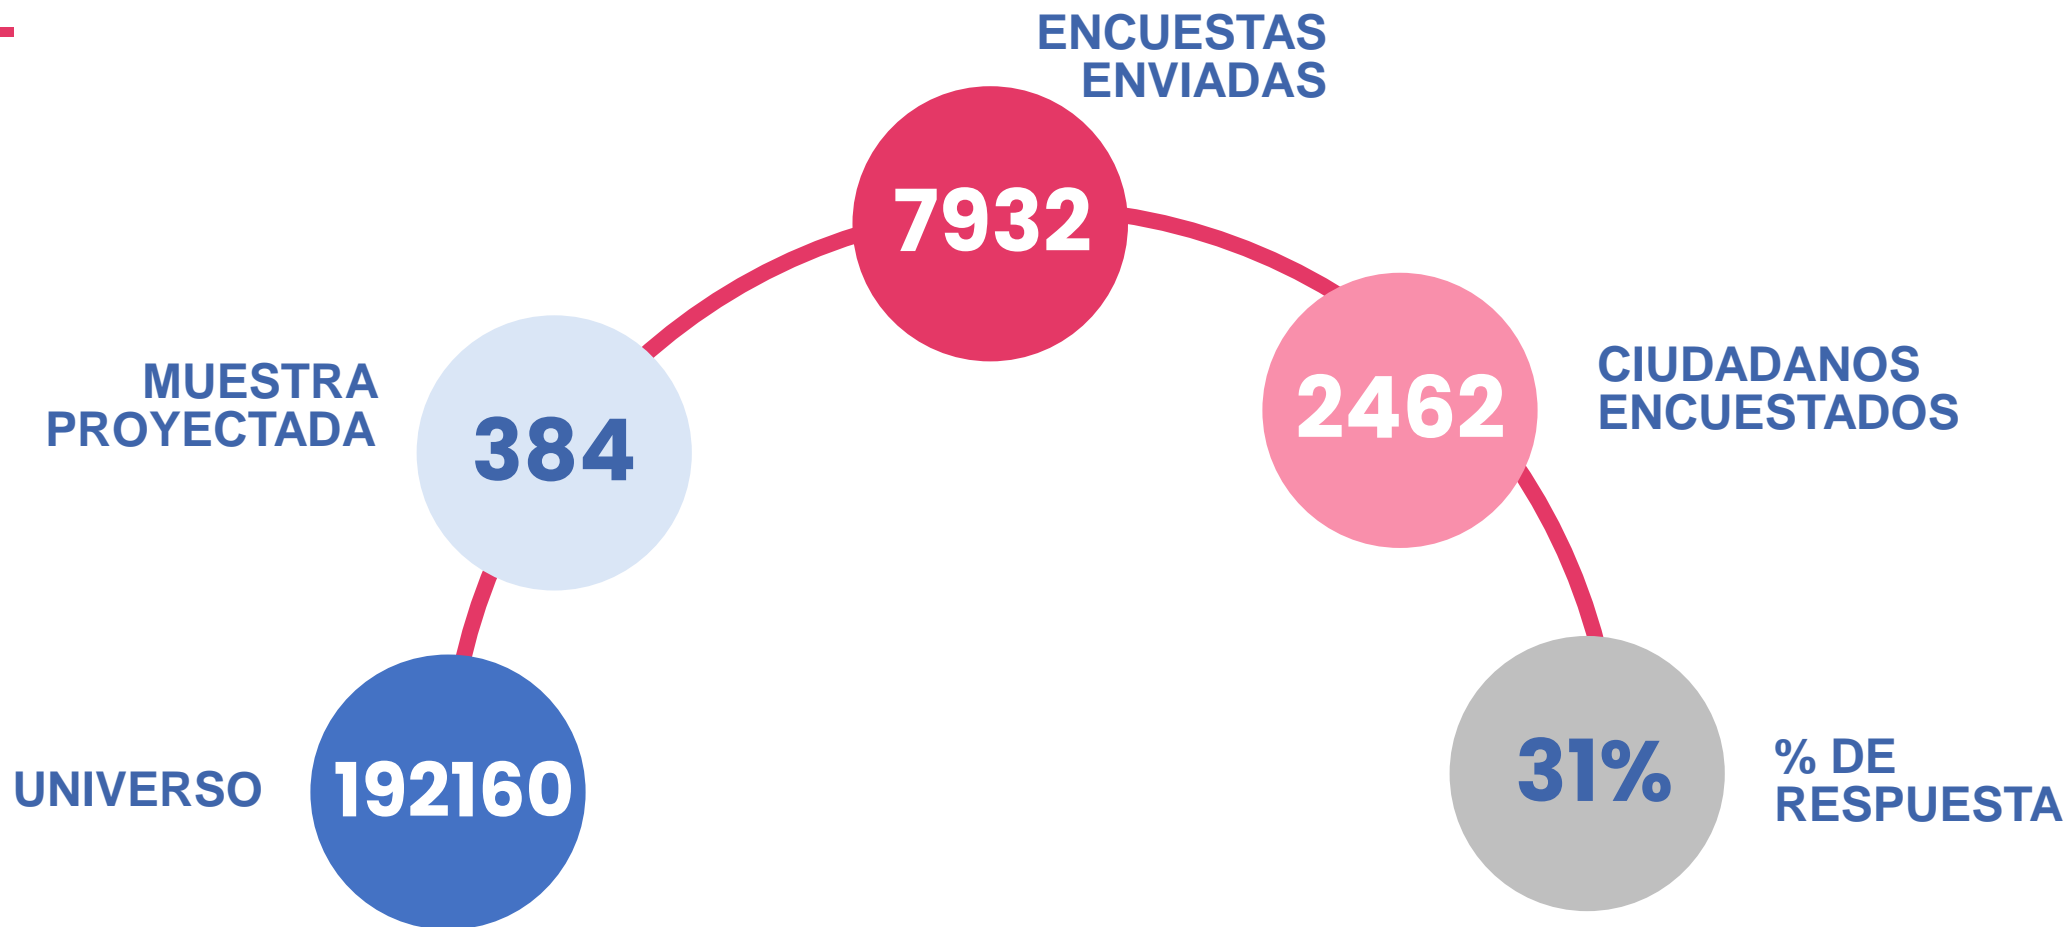 ENCUESTAS
ENVIADAS
7932
MUESTRA
PROYECTADA
384
CIUDADANOS
ENCUESTADOS
2462
UNIVERSO
192160
31%
% DE
RESPUESTA